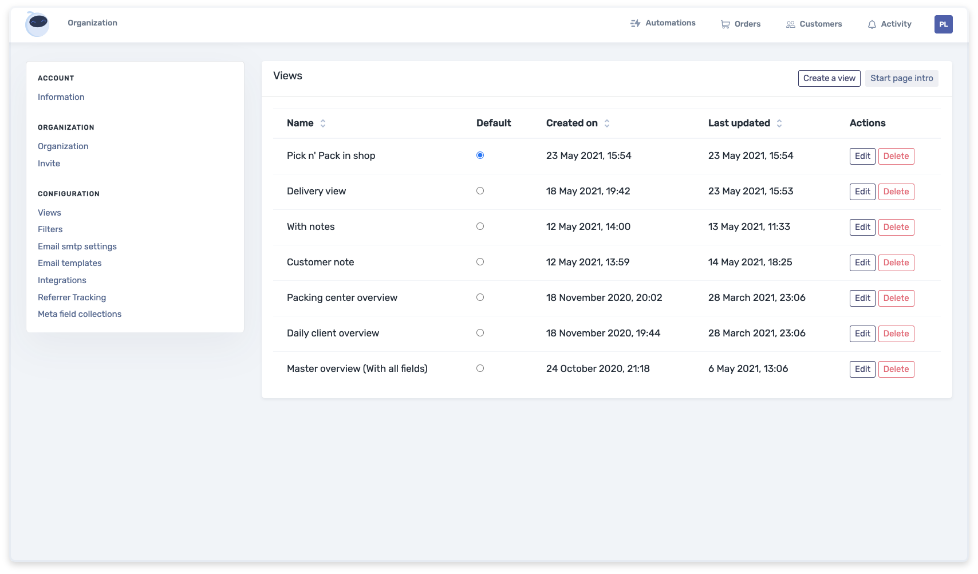 Organization
Automations Orders Customers Activity PL
ACCOUNT
Information
ORGANIZATION
Organization
Invite
CONFIGURATION
Views
Filters
Email smtp settings
Email templates
Integrations
Referrer Tracking
Meta field collections
Views
Create a view Start page intro
Name Default Created on Last updated Actions
Pick n' Pack in shop 23 May 2021, 15:54 23 May 2021, 15:54 Edit Delete
Delivery view 18 May 2021, 19:42 23 May 2021, 15:53 Edit Delete
With notes 12 May 2021, 14:00 13 May 2021, 11:33 Edit Delete
Customer note 12 May 2021, 13:59 14 May 2021, 18:25 Edit Delete
Packing center overview 18 November 2020, 20:02 28 March 2021, 23:06 Edit Delete
Daily client overview 18 November 2020, 19:44 28 March 2021, 23:06 Edit Delete
Master overview (With all fields) 24 October 2020, 21:18 6 May 2021, 13:06 Edit Delete